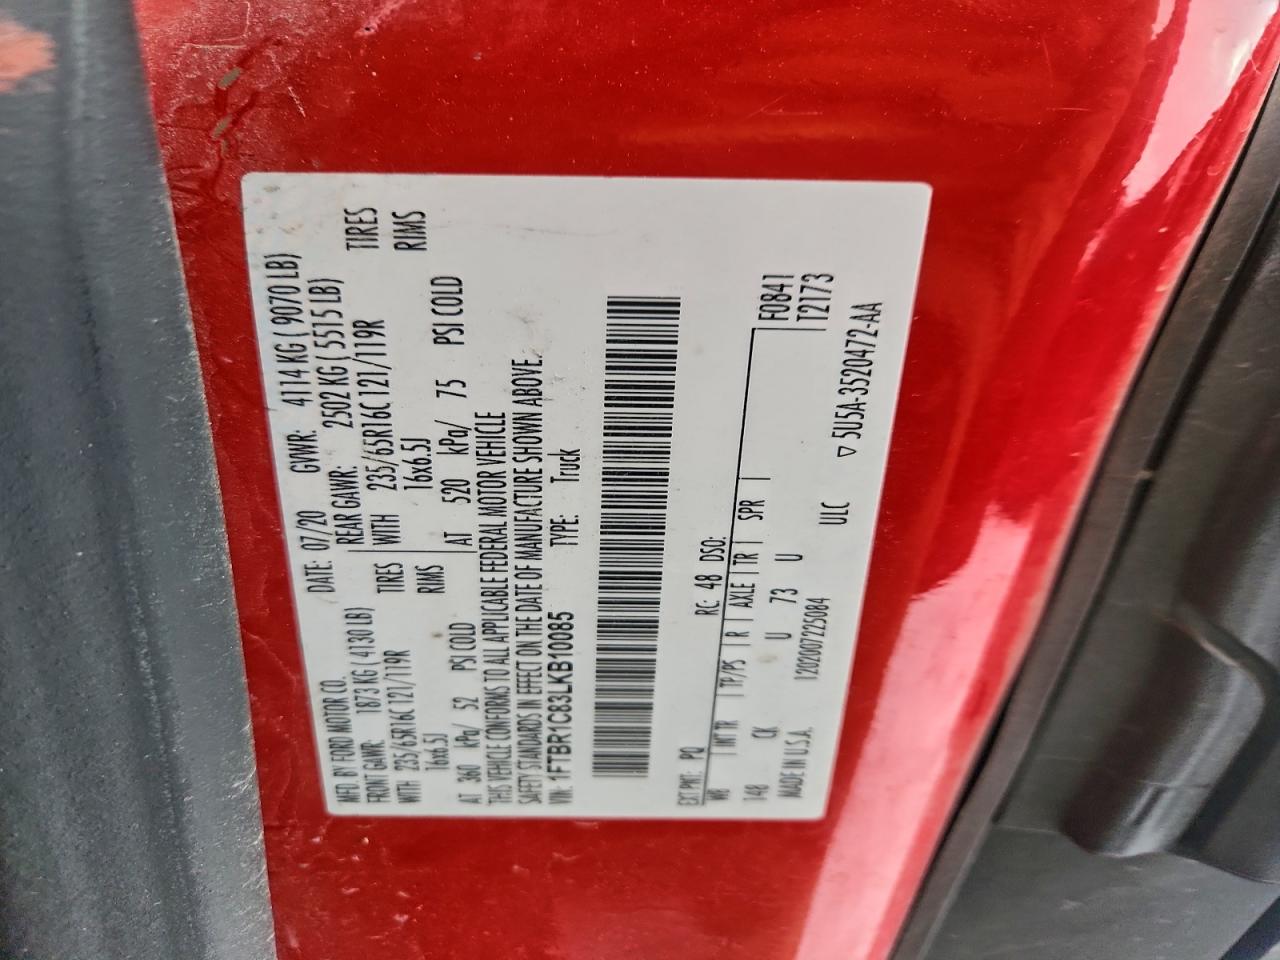 MFD. BY FORD MOTOR CO.
DATE: 07/20 GVWR: 4114 KG ( 9070 LB)
FRONT GAWR: 1873 KG ( 4130 LB)
REAR GAWR: 2502 KG ( 5515 LB)
WITH 235/65R16C 121/119R TIRES
WITH 235/65R16C 121/119R TIRES
16x6.5J RIMS
16x6.5J RIMS
AT 360 kPa/ 52 PSI COLD
AT 520 kPa/ 75 PSI COLD
THIS VEHICLE CONFORMS TO ALL APPLICABLE FEDERAL MOTOR VEHICLE
SAFETY STANDARDS IN EFFECT ON THE DATE OF MANUFACTURE SHOWN ABOVE.
VIN: 1FTBR1C83LKB10085 TYPE: Truck
EXT PNT: PQ RC: 48 DSO: F0841
WB INT TR TP/PS R AXLE TR SPR T2173
148 CK U 73 U
MADE IN U.S.A. 1202007225084 ULC ▽ 5U5A-3520472-AA